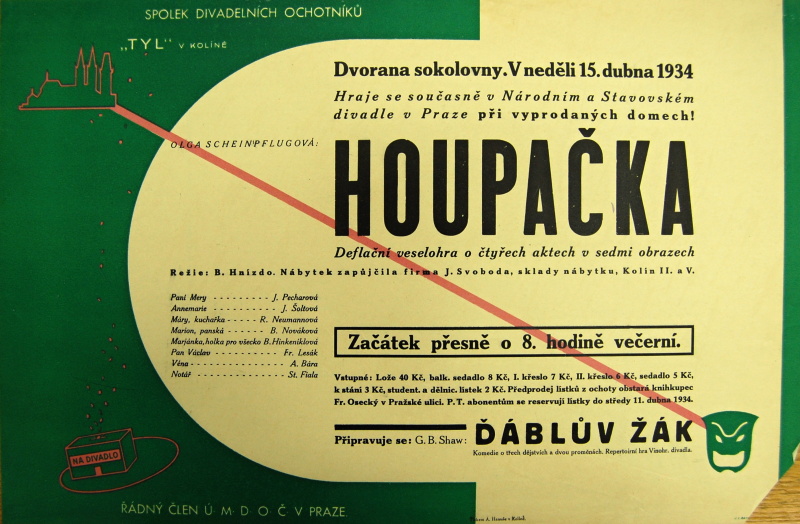 SPOLEK DIVADELNÍCH OCHOTNÍKŮ
„TYL" V KOLÍNĚ
Dvorana sokolovny. V neděli 15. dubna 1934
Hraje se současně v Národním a Stavovském
divadle v Praze při vyprodaných domech!
OLGA SCHEINPFLUGOVÁ:
HOUPAČKA
Deflační veselohra o čtyřech aktech v sedmi obrazech
Režie: B. Hnízdo. Nábytek zapůjčila firma J. Svoboda, sklady nábytku, Kolín II. a V.
Paní Mery - - - - - - - - - J. Pecharová
Annemarie - - - - - - - - - J. Šoltová
Máry, kuchařka - - - - - R. Neumannová
Marion, panská - - - - - - B. Nováková
Marjánka, holka pro všecko B. Hinkeniklová
Pan Václav - - - - - - - - - Fr. Lesák
Věna - - - - - - - - - - - - - - - A. Bára
Notář - - - - - - - - - - - - - - St. Fiala
Začátek přesně o 8. hodině večerní.
Vstupné: Lože 40 Kč, balk. sedadlo 8 Kč, I. křeslo 7 Kč, II. křeslo 6 Kč, sedadlo 5 Kč,
k stání 3 Kč, student. a dělnic. lístek 2 Kč. Předprodej lístků z ochoty obstará knihkupec
Fr. Osecký v Pražské ulici. P. T. abonentům se reservují lístky do středy 11. dubna 1934.
Připravuje se: G. B. Shaw: ĎÁBLŮV ŽÁK
Komedie o třech dějstvích a dvou proměnách. Repertoirní hra Vinohr. divadla.
NA DIVADLO
ŘÁDNÝ ČLEN Ú M D O Č V PRAZE.